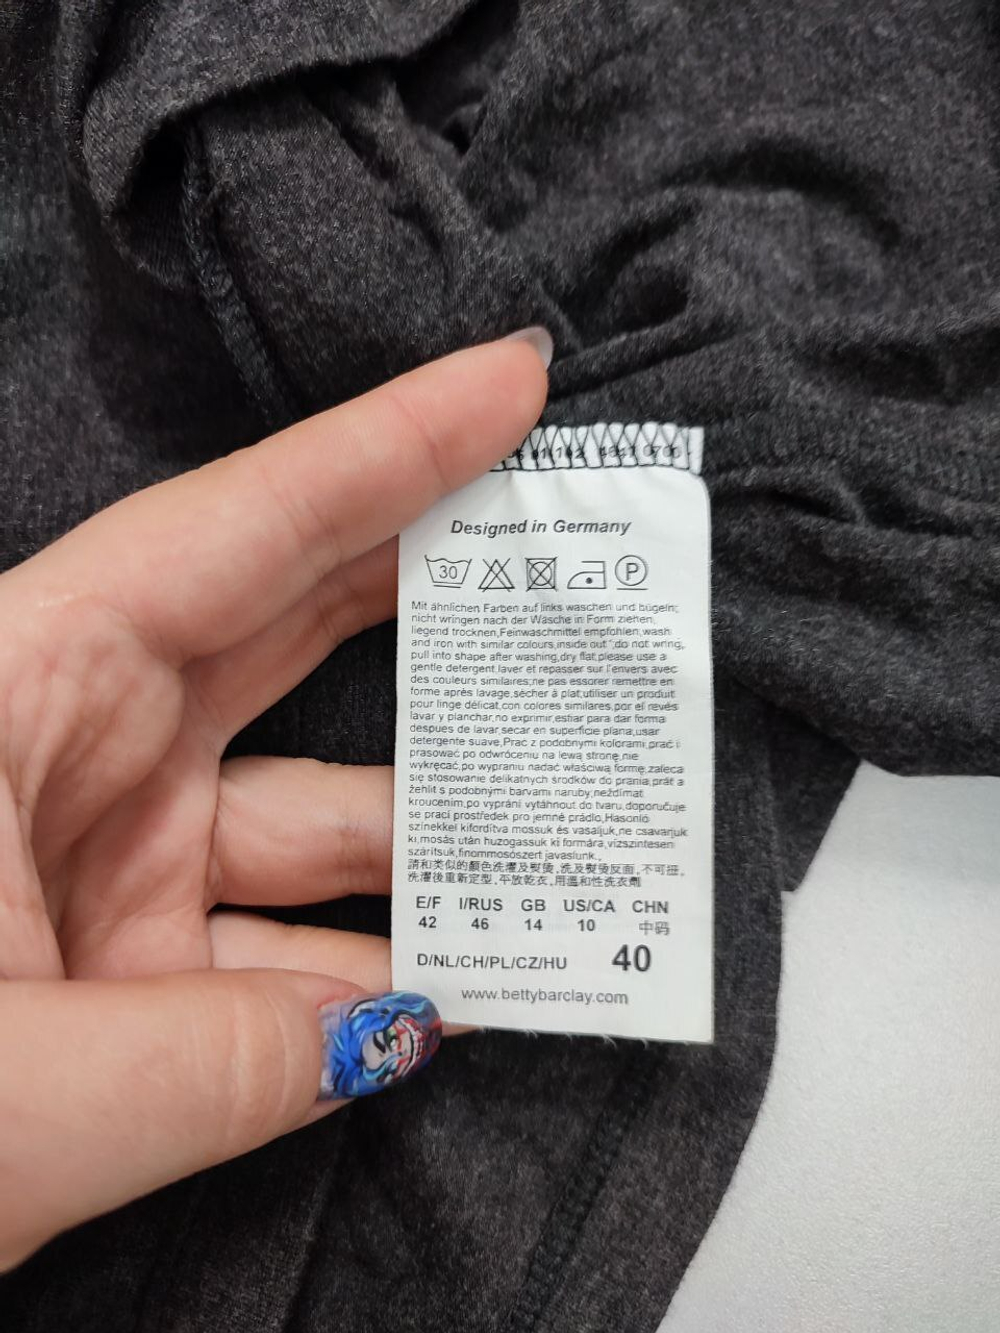 Designed in Germany
30 P
Mit ähnlichen Farben auf links waschen und bügeln;
nicht wringen nach der Wäsche in Form ziehen,
liegend trocknen,Feinwaschmittel empfohlen,wash
and iron with similar colours,inside out ,do not wring,
pull into shape after washing,dry flat,please use a
gentle detergent,laver et repasser sur l'envers avec
des couleurs similaires;ne pas essorer remettre en
forme après lavage,sécher à plat;utiliser un produit
pour linge délicat,con colores similares,por el revés
lavar y planchar,no exprimir,estiar para dar forma
despues de lavar,secar en superficie plana,usar
detergente suave,Prać z podobnymi kolorami,prać i
prasować po odwróceniu na lewą stronę,nie
wykręcać,po wypraniu nadać właściwą formę,zaleca
się stosowanie delikatnych środków do prania,prát a
žehlit s podobnými barvami naruby;neždímat
kroucením,po vyprání vytáhnout do tvaru,doporučuje
se prací prostředek pro jemné prádlo,Hasonló
színekkel kifordítva mossuk és vasaljuk,ne csavarjuk
ki,mosás után huzogassuk ki formára,vízszintesen
szárítsuk,finommosószert javaslunk.,
請和类似的顏色洗濯及熨燙,洗及熨燙反面,不可扭,
洗濯後重新定型,平放乾衣,用溫和性洗衣劑
E/F I/RUS GB US/CA CHN
42 46 14 10 中码
D/NL/CH/PL/CZ/HU 40
www.bettybarclay.com